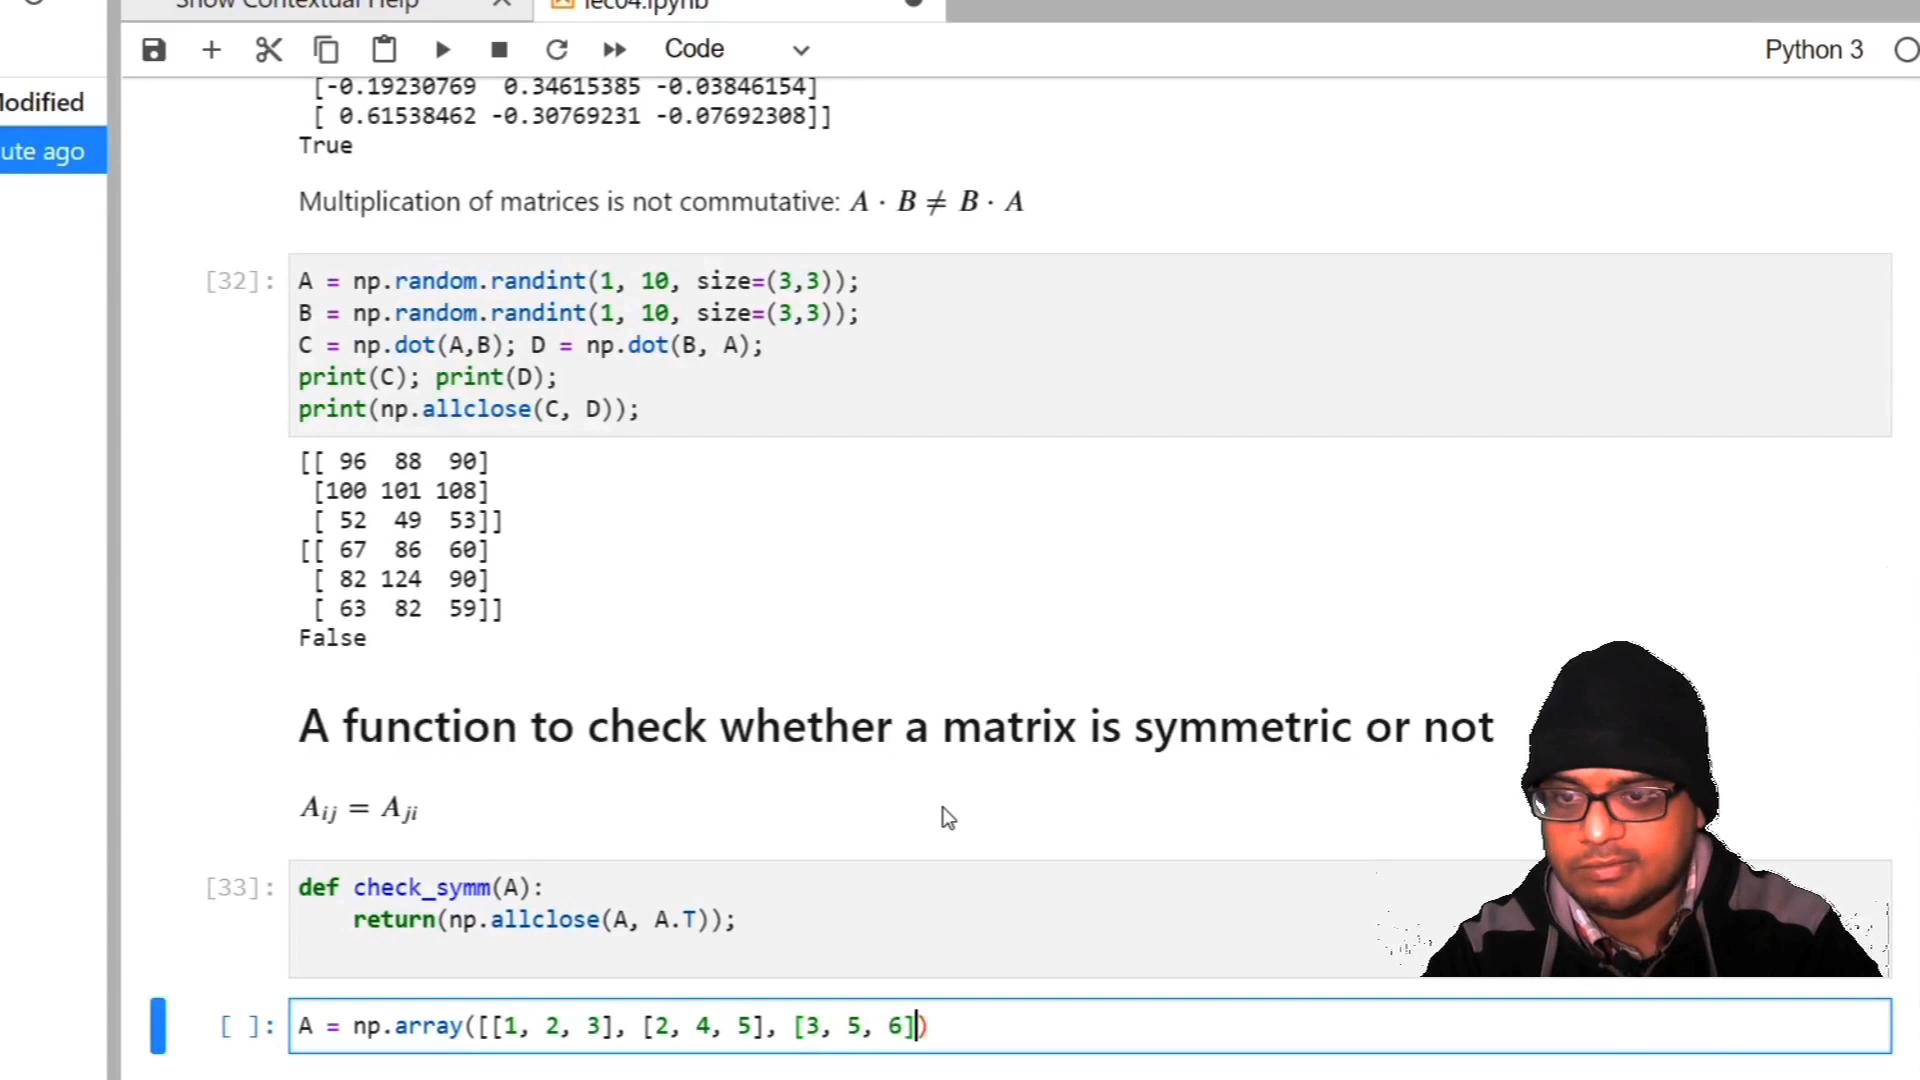 Show Contextual Help
lec04.ipynb
Code
Python 3
Modified
ute ago
[-0.19230769 0.34615385 -0.03846154]
[ 0.61538462 -0.30769231 -0.07692308]]
True
Multiplication of matrices is not commutative: A · B ≠ B · A
[32]:
A = np.random.randint(1, 10, size=(3,3));
B = np.random.randint(1, 10, size=(3,3));
C = np.dot(A,B); D = np.dot(B, A);
print(C); print(D);
print(np.allclose(C, D));
[[ 96 88 90]
[100 101 108]
[ 52 49 53]]
[[ 67 86 60]
[ 82 124 90]
[ 63 82 59]]
False
A function to check whether a matrix is symmetric or not
Aij = Aji
[33]:
def check_symm(A):
return(np.allclose(A, A.T));
[ ]:
A = np.array([[1, 2, 3], [2, 4, 5], [3, 5, 6])